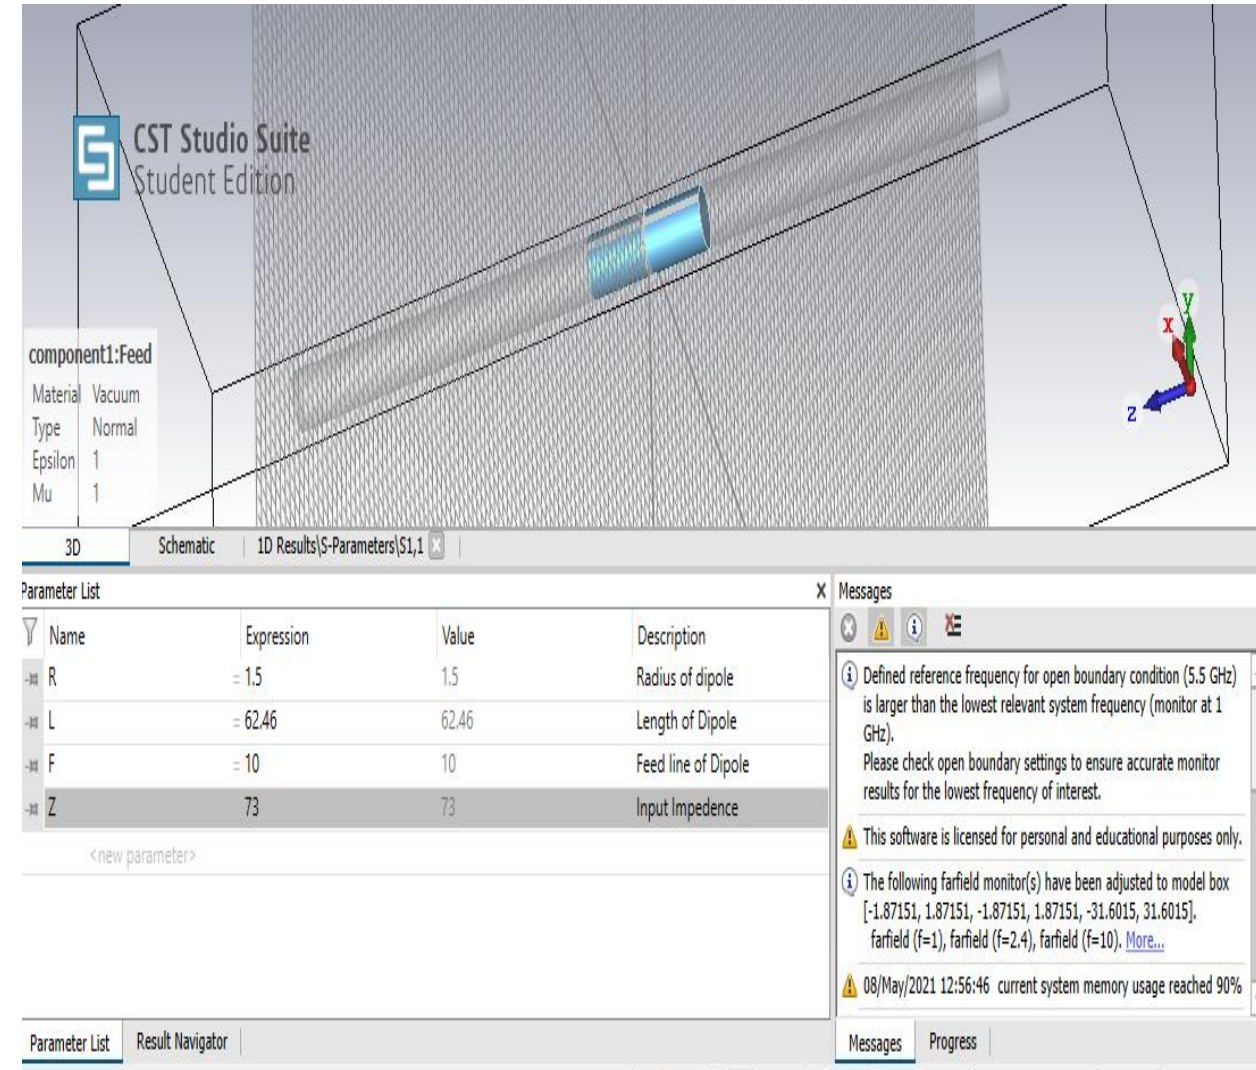 CST Studio Suite
Student Edition
component1:Feed
Material Vacuum
Type Normal
Epsilon 1
Mu 1
y
x
z
3D Schematic 1D Results\S-Parameters\S1,1
Parameter List
Name Expression Value Description
R = 1.5 1.5 Radius of dipole
L = 62.46 62.46 Length of Dipole
F = 10 10 Feed line of Dipole
Z 73 73 Input Impedence
<new parameter>
Parameter List Result Navigator
Messages
Defined reference frequency for open boundary condition (5.5 GHz)
is larger than the lowest relevant system frequency (monitor at 1
GHz).
Please check open boundary settings to ensure accurate monitor
results for the lowest frequency of interest.
This software is licensed for personal and educational purposes only.
The following farfield monitor(s) have been adjusted to model box
[-1.87151, 1.87151, -1.87151, 1.87151, -31.6015, 31.6015].
farfield (f=1), farfield (f=2.4), farfield (f=10). More...
08/May/2021 12:56:46 current system memory usage reached 90%
Messages Progress